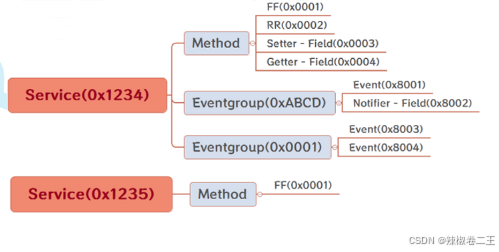 FF(0x0001)
RR(0x0002)
Method
Setter - Field(0x0003)
Getter - Field(0x0004)
Service(0x1234)
Event(0x8001)
Eventgroup(0xABCD)
Notifier - Field(0x8002)
Event(0x8003)
Eventgroup(0x0001)
Event(0x8004)
Service(0x1235)
Method
FF(0x0001)
CSDN @辣椒卷二王